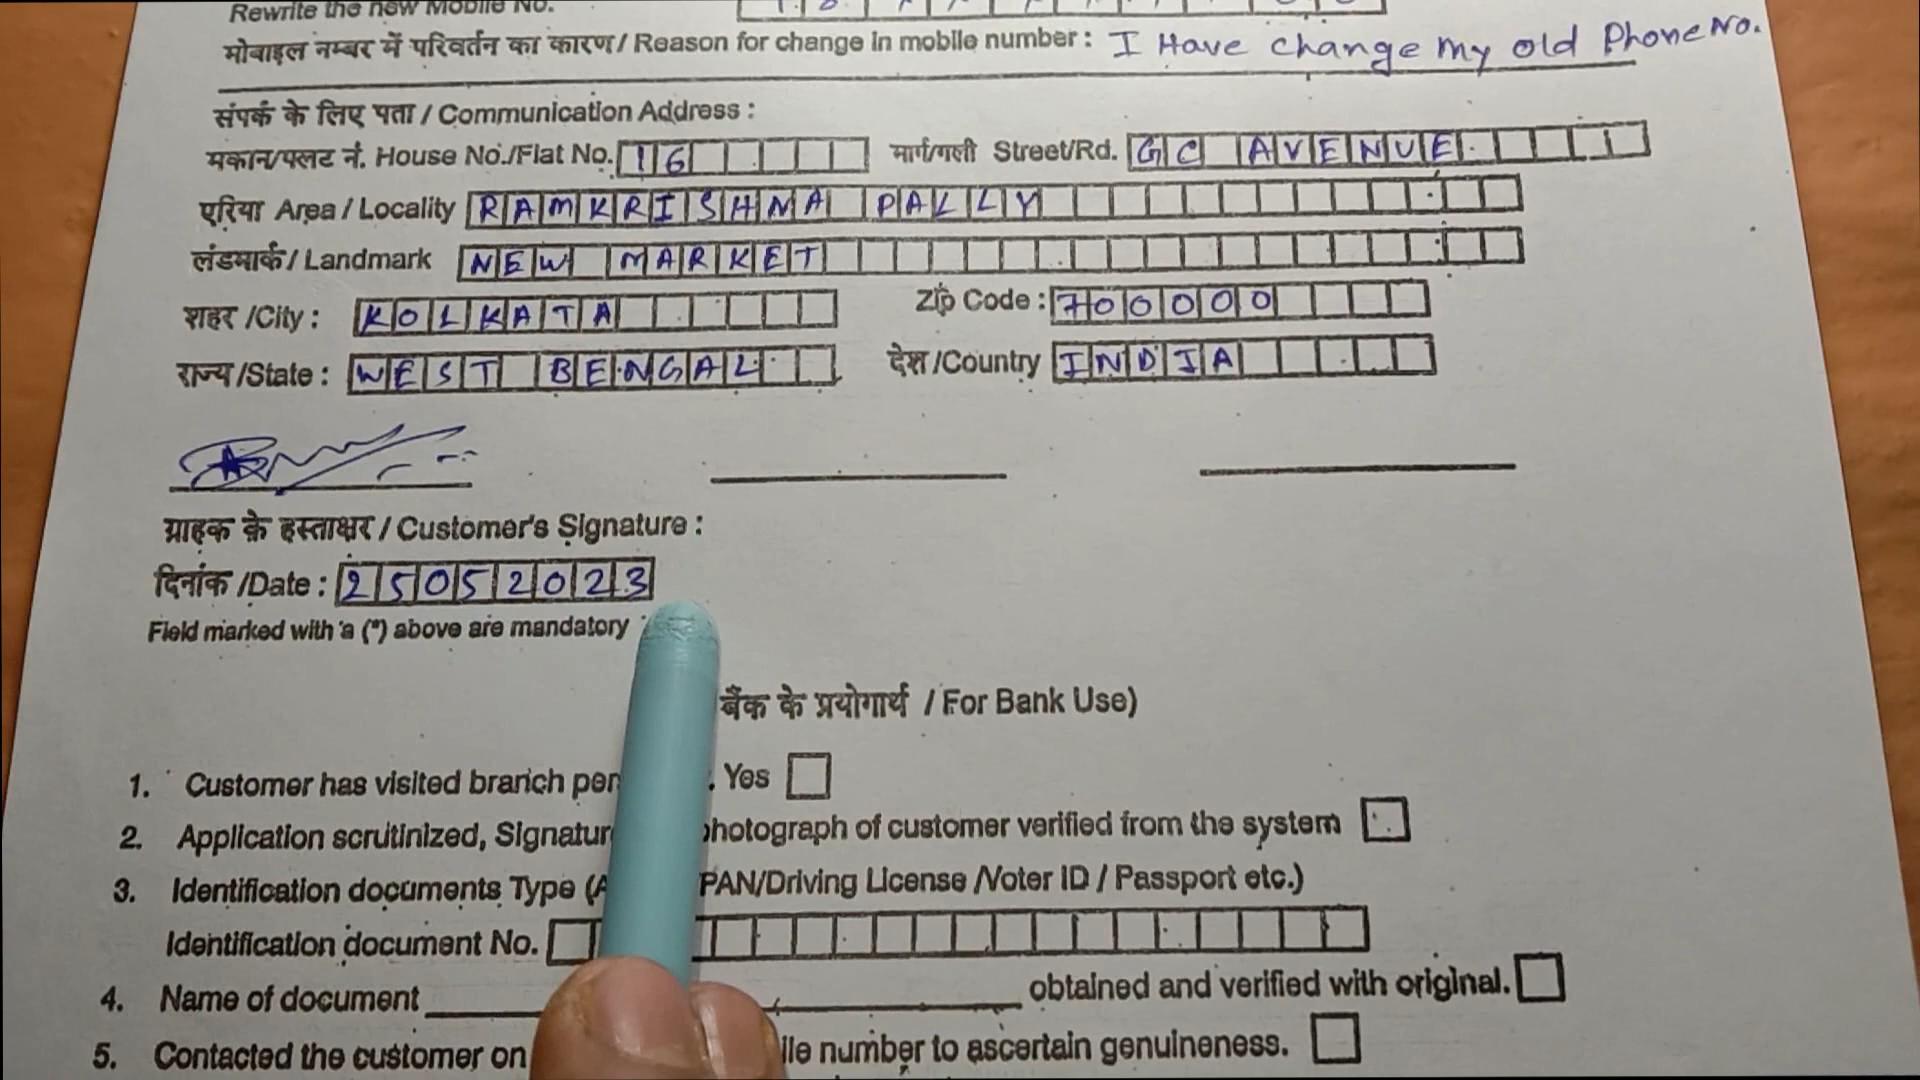 Rewrite the new Mobile No.
मोबाइल नम्बर में परिवर्तन का कारण / Reason for change in mobile number : I Have change my old Phone No.
संपर्क के लिए पता / Communication Address :
मकान/फ्लैट नं. House No./Flat No. 16 मार्ग/गली Street/Rd. GC AVENUE
एरिया Area / Locality RAMKRISHNA PALLY
लंडमार्क / Landmark NEW MARKET
शहर /City : KOLKATA Zip Code : 700000
राज्य /State : WEST BENGAL देश /Country INDIA
ग्राहक के हस्ताक्षर / Customer's Signature :
दिनांक /Date : 25052023
Field marked with a (*) above are mandatory
बैंक के प्रयोगार्थ / For Bank Use)
1. Customer has visited branch Yes
2. Application scrutinized, photograph of customer verified from the system
3. Identification documents Type ( PAN/Driving License /Voter ID / Passport etc.)
Identification document No.
4. Name of document obtained and verified with original.
5. Contacted the customer on number to ascertain genuineness.